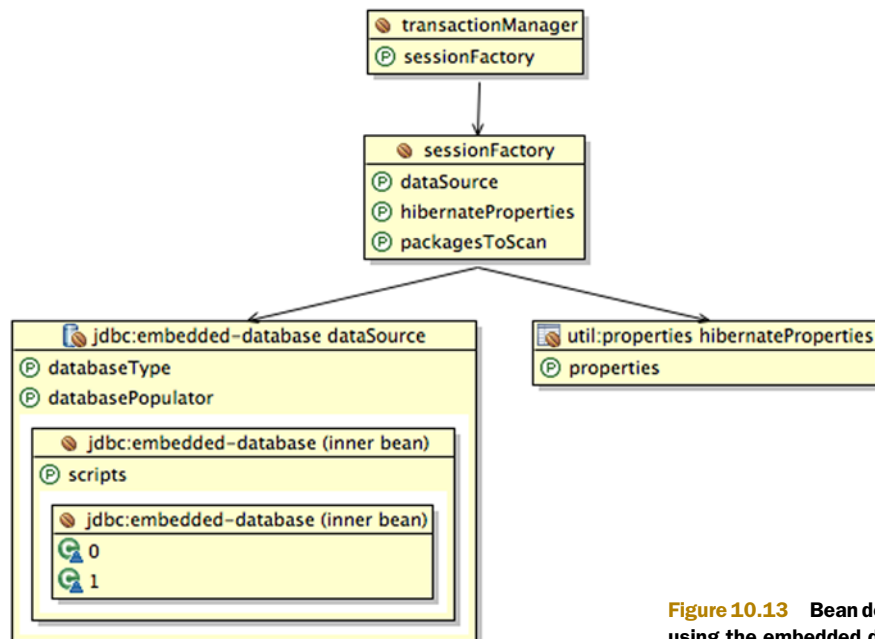 transactionManager
P sessionFactory
sessionFactory
P dataSource
P hibernateProperties
P packagesToScan
jdbc:embedded-database dataSource
P databaseType
P databasePopulator
jdbc:embedded-database (inner bean)
P scripts
jdbc:embedded-database (inner bean)
C 0
C 1
util:properties hibernateProperties
P properties
Figure 10.13 Bean de
using the embedded d